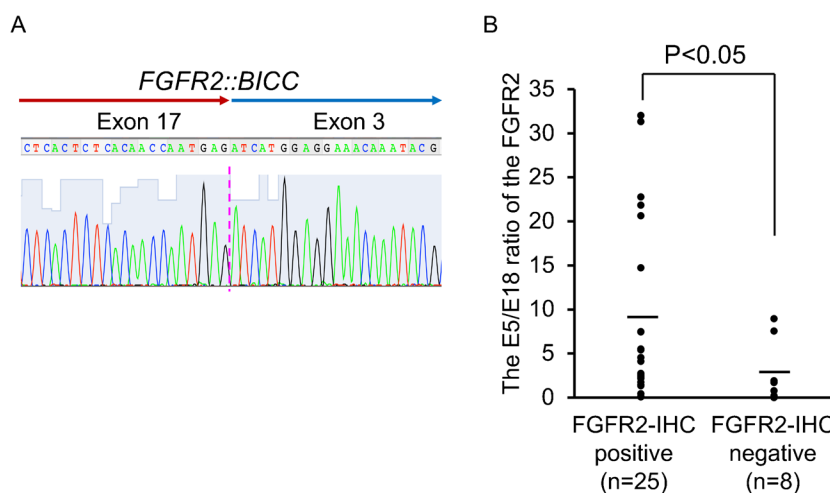 A
FGFR2::BICC
Exon 17 Exon 3
CTCACTCTCACAACCAATGAGATCATGGAGGAAACAAATACG
B
P<0.05
The E5/E18 ratio of the FGFR2
35
30
25
20
15
10
5
0
FGFR2-IHC positive (n=25)
FGFR2-IHC negative (n=8)